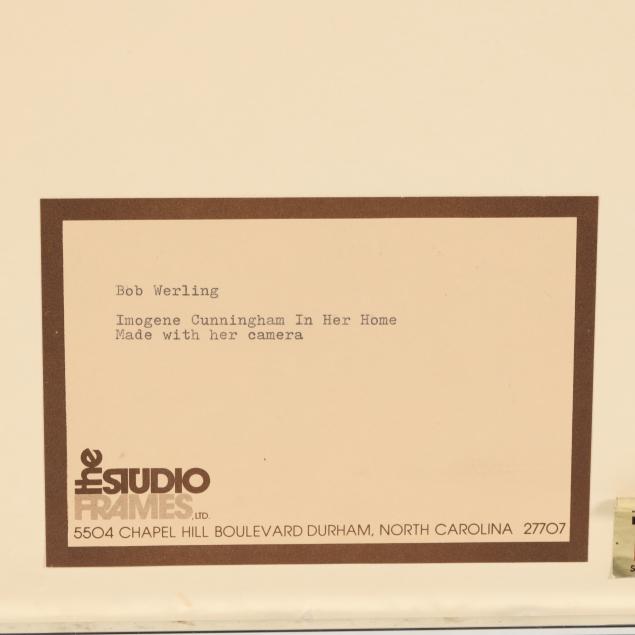 Bob Werling
Imogene Cunningham In Her Home
Made with her camera
the
STUDIO
FRAMES, LTD.
5504 CHAPEL HILL BOULEVARD DURHAM, NORTH CAROLINA 27707